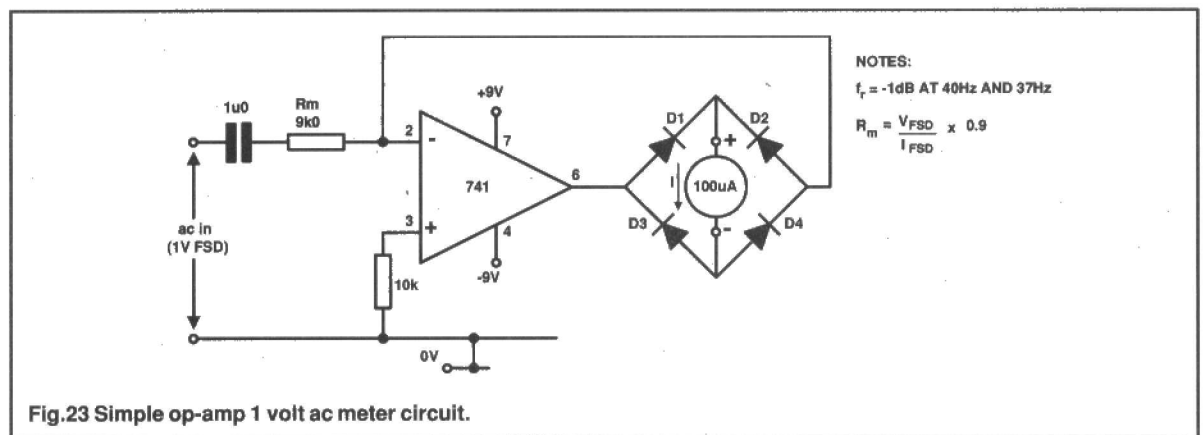 NOTES:
fr = -1dB AT 40Hz AND 37Hz
Rm = VFSD / IFSD x 0.9
1u0
Rm
9k0
+9V
2
-
7
741
6
3
+
4
-9V
10k
ac in
(1V FSD)
0V
D1
D2
+
100uA
I
-
D3
D4
Fig.23 Simple op-amp 1 volt ac meter circuit.